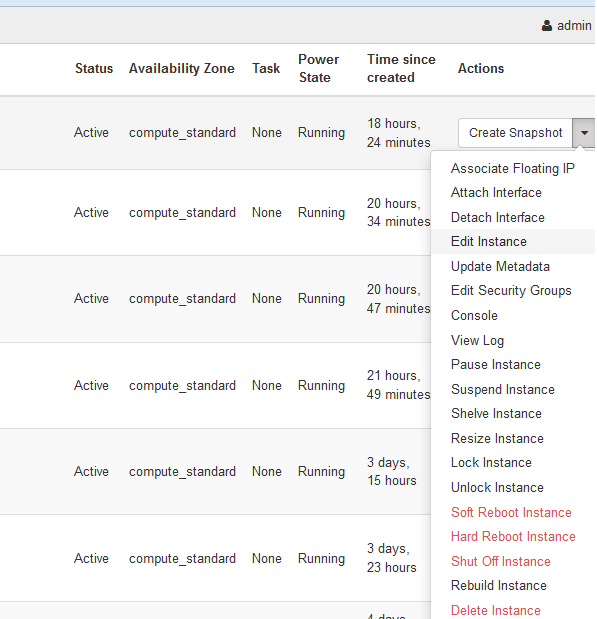 admin
Status Availability Zone Task Power State Time since created Actions
Active compute_standard None Running 18 hours, 24 minutes Create Snapshot
Active compute_standard None Running 20 hours, 34 minutes
Active compute_standard None Running 20 hours, 47 minutes
Active compute_standard None Running 21 hours, 49 minutes
Active compute_standard None Running 3 days, 15 hours
Active compute_standard None Running 3 days, 23 hours
4 days,
Associate Floating IP
Attach Interface
Detach Interface
Edit Instance
Update Metadata
Edit Security Groups
Console
View Log
Pause Instance
Suspend Instance
Shelve Instance
Resize Instance
Lock Instance
Unlock Instance
Soft Reboot Instance
Hard Reboot Instance
Shut Off Instance
Rebuild Instance
Delete Instance